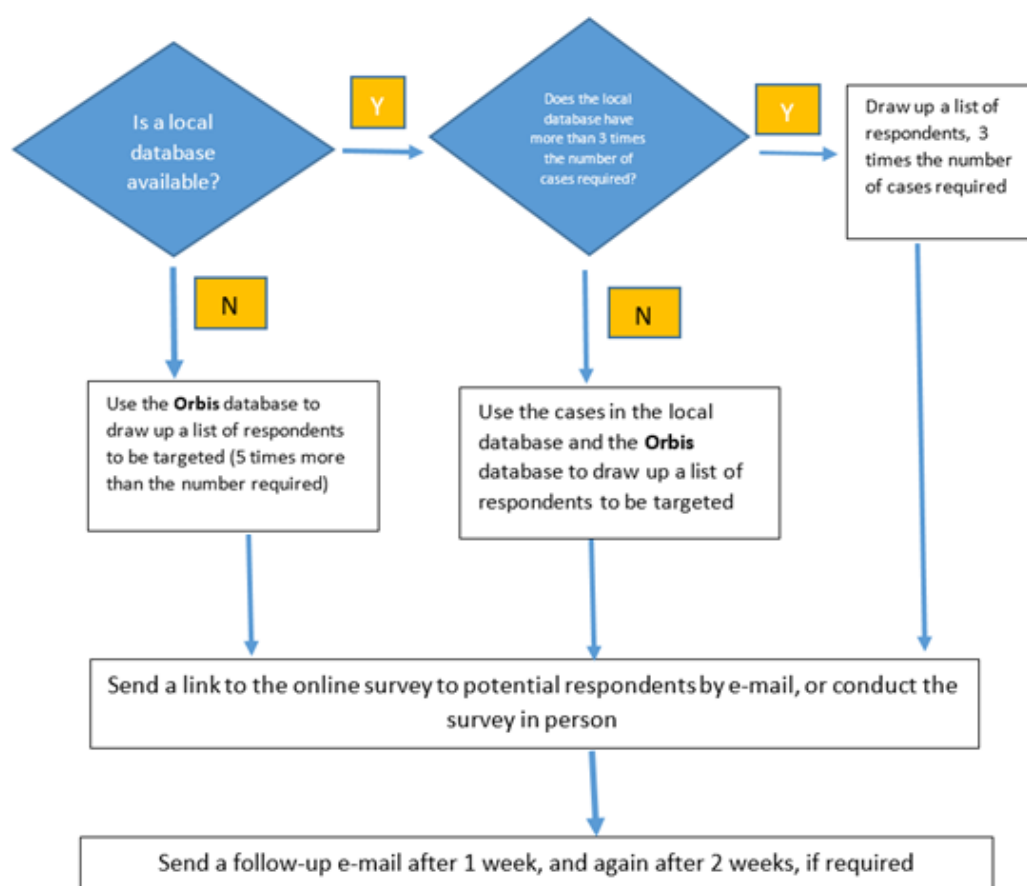 Is a local
database
available?
Y
Does the local
database have
more than 3 times
the number of
cases required?
Y
Draw up a list of
respondents, 3
times the number
of cases required
N
N
Use the Orbis database to
draw up a list of respondents
to be targeted (5 times more
than the number required)
Use the cases in the local
database and the Orbis
database to draw up a list of
respondents to be targeted
Send a link to the online survey to potential respondents by e-mail, or conduct the
survey in person
Send a follow-up e-mail after 1 week, and again after 2 weeks, if required